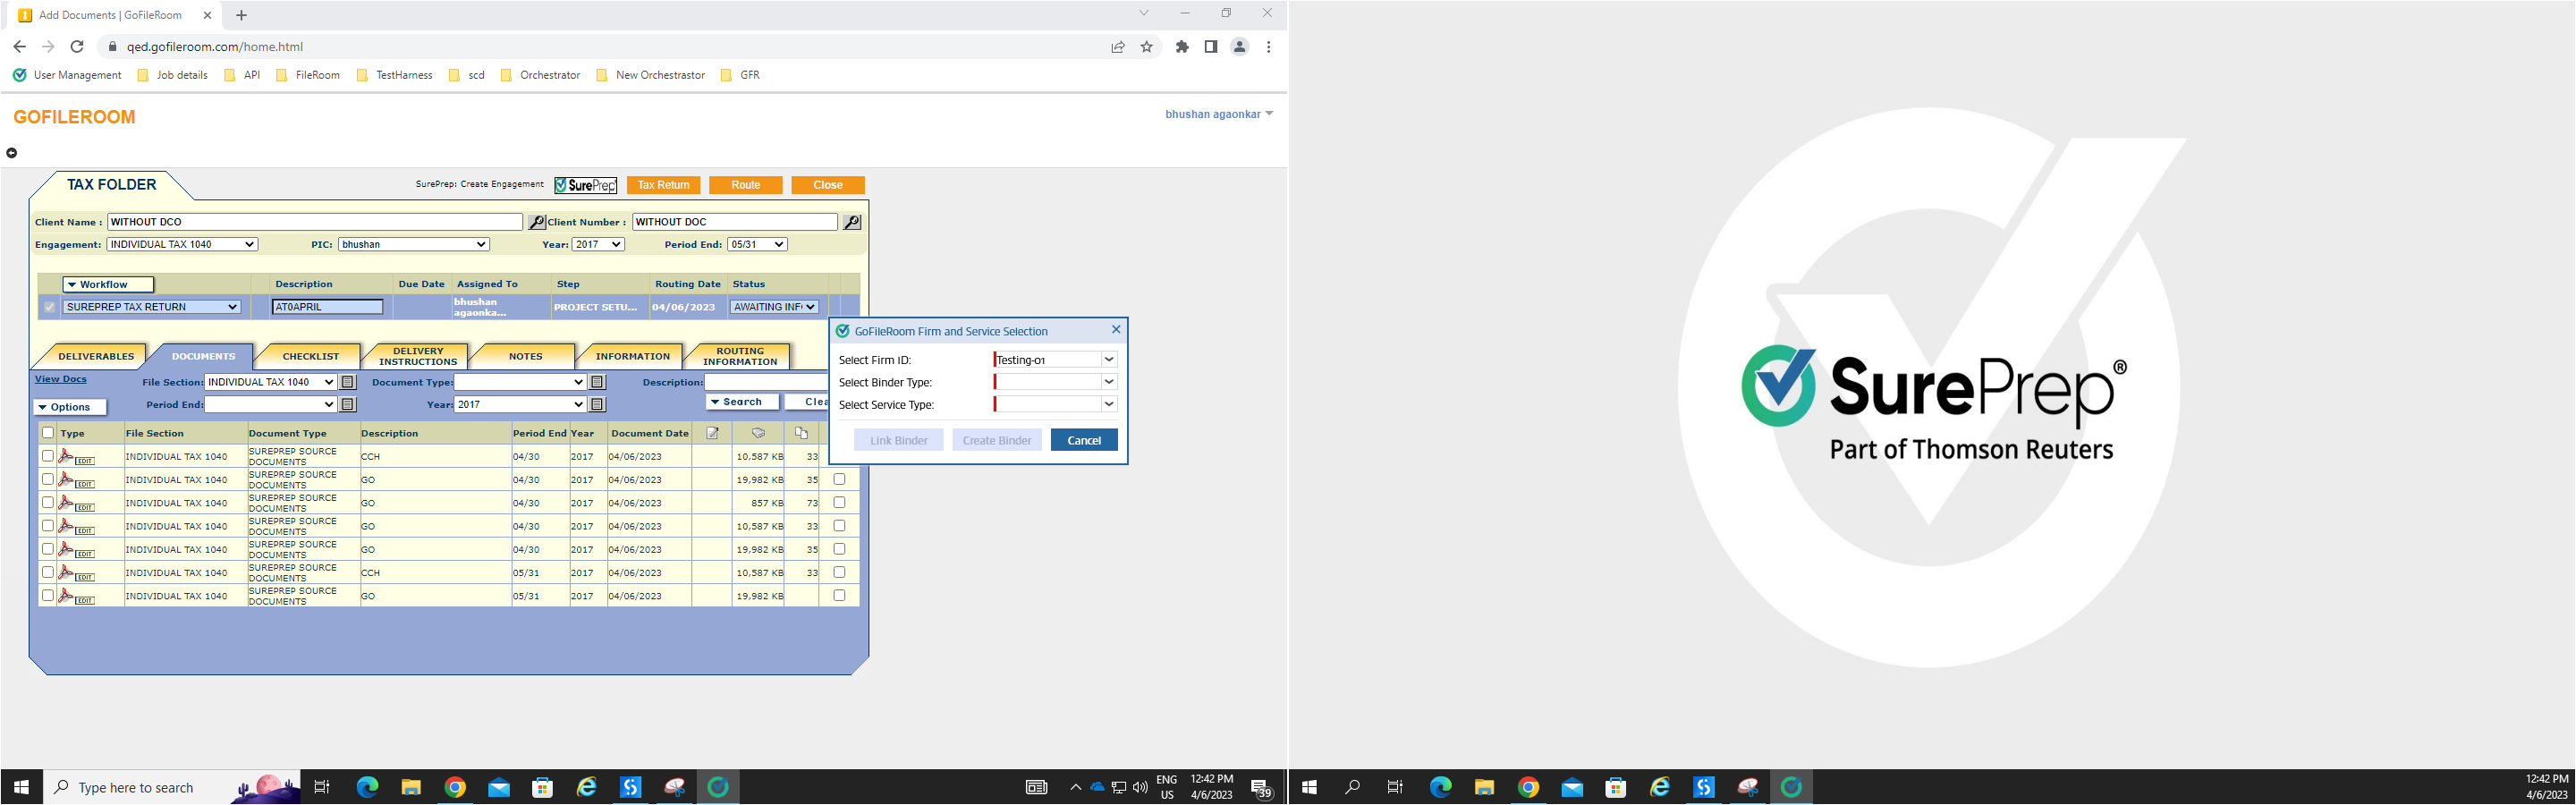 Add Documents | GoFileRoom
qed.gofileroom.com/home.html
User Management Job details API FileRoom TestHarness scd Orchestrator New Orchestrastor GFR
GOFILEROOM
bhushan agaonkar
TAX FOLDER
SurePrep: Create Engagement SurePrep Tax Return Route Close
Client Name : WITHOUT DCO Client Number : WITHOUT DOC
Engagement: INDIVIDUAL TAX 1040 PIC: bhushan Year: 2017 Period End: 05/31
Workflow Description Due Date Assigned To Step Routing Date Status
SUREPREP TAX RETURN AT0APRIL bhushan agaonka... PROJECT SETU... 04/06/2023 AWAITING INF
DELIVERABLES DOCUMENTS CHECKLIST DELIVERY INSTRUCTIONS NOTES INFORMATION ROUTING INFORMATION
View Docs File Section: INDIVIDUAL TAX 1040 Document Type: Description:
Options Period End: Year: 2017 Search Clea
Type File Section Document Type Description Period End Year Document Date
EDIT INDIVIDUAL TAX 1040 SUREPREP SOURCE DOCUMENTS CCH 04/30 2017 04/06/2023 10,587 KB 33
EDIT INDIVIDUAL TAX 1040 SUREPREP SOURCE DOCUMENTS GO 04/30 2017 04/06/2023 19,982 KB 35
EDIT INDIVIDUAL TAX 1040 SUREPREP SOURCE DOCUMENTS GO 04/30 2017 04/06/2023 857 KB 73
EDIT INDIVIDUAL TAX 1040 SUREPREP SOURCE DOCUMENTS GO 04/30 2017 04/06/2023 10,587 KB 33
EDIT INDIVIDUAL TAX 1040 SUREPREP SOURCE DOCUMENTS GO 04/30 2017 04/06/2023 19,982 KB 35
EDIT INDIVIDUAL TAX 1040 SUREPREP SOURCE DOCUMENTS CCH 05/31 2017 04/06/2023 10,587 KB 33
EDIT INDIVIDUAL TAX 1040 SUREPREP SOURCE DOCUMENTS GO 05/31 2017 04/06/2023 19,982 KB
GoFileRoom Firm and Service Selection
Select Firm ID: Testing-01
Select Binder Type:
Select Service Type:
Link Binder Create Binder Cancel
Type here to search
ENG
US
12:42 PM
4/6/2023
39
SurePrep®
Part of Thomson Reuters
12:42 PM
4/6/2023